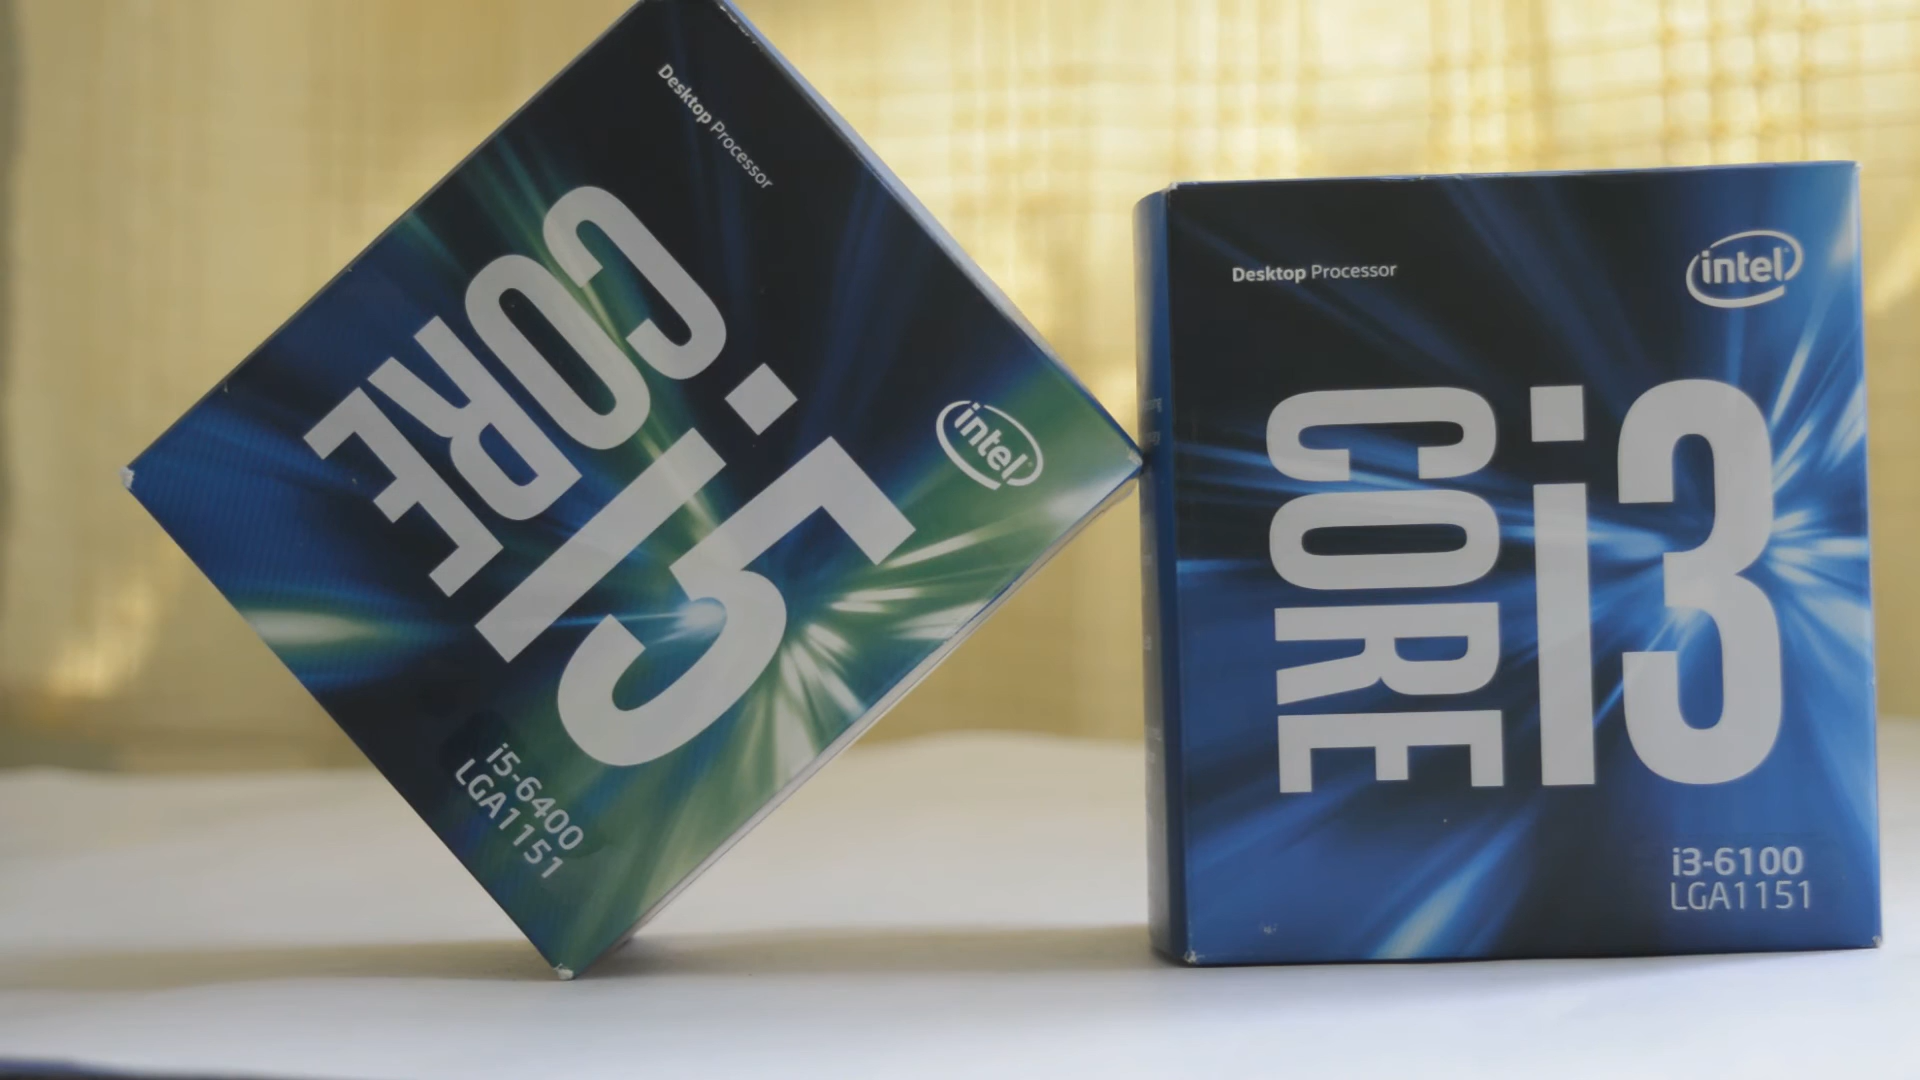 Desktop Processor
intel
CORE i5
i5-6400
LGA1151
Desktop Processor
intel
CORE i3
i3-6100
LGA1151